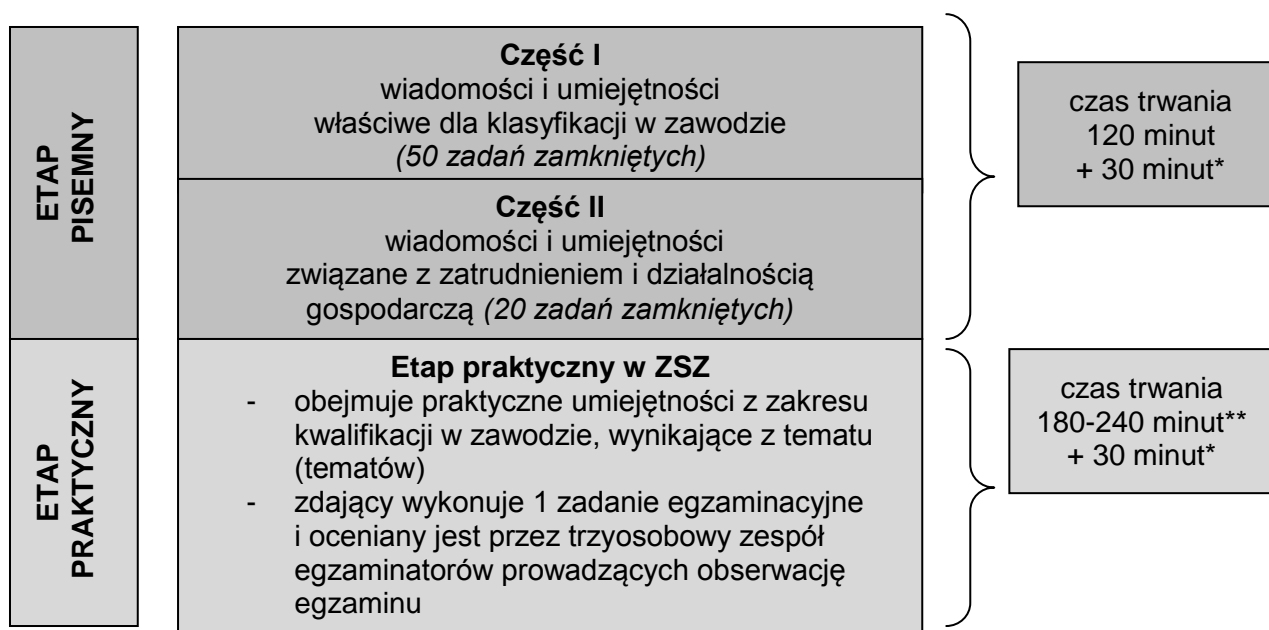 ETAP
PISEMNY
Część I
wiadomości i umiejętności
właściwe dla klasyfikacji w zawodzie
(50 zadań zamkniętych)
Część II
wiadomości i umiejętności
związane z zatrudnieniem i działalnością
gospodarczą (20 zadań zamkniętych)
czas trwania
120 minut
+ 30 minut*
ETAP
PRAKTYCZNY
Etap praktyczny w ZSZ
- obejmuje praktyczne umiejętności z zakresu
kwalifikacji w zawodzie, wynikające z tematu
(tematów)
- zdający wykonuje 1 zadanie egzaminacyjne
i oceniany jest przez trzyosobowy zespół
egzaminatorów prowadzących obserwację
egzaminu
czas trwania
180-240 minut**
+ 30 minut*